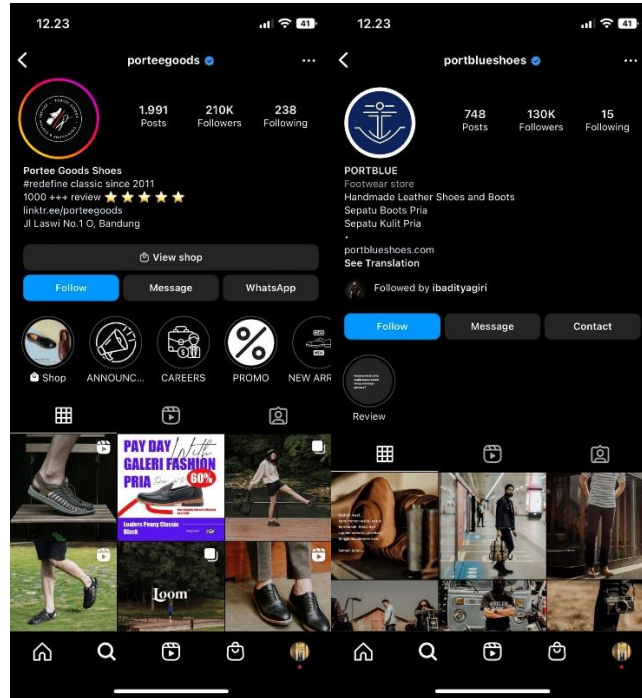 12.23
41
porteegoods
1.991
210K
238
Posts
Followers
Following
Portee Goods Shoes
#redefine classic since 2011
1000 +++ review
linktr.ee/porteegoods
Jl Laswi No.1 O, Bandung
View shop
Follow
Message
WhatsApp
Shop
ANNOUNC...
CAREERS
PROMO
NEW ARR
PAY DAY With
GALERI FASHION
PRIA
60%
Loafers Penny Classic
Black
Loom
12.23
41
portblueshoes
748
130K
15
Posts
Followers
Following
PORTBLUE
Footwear store
Handmade Leather Shoes and Boots
Sepatu Boots Pria
Sepatu Kulit Pria
.
portblueshoes.com
See Translation
Followed by ibadityagiri
Follow
Message
Contact
Review